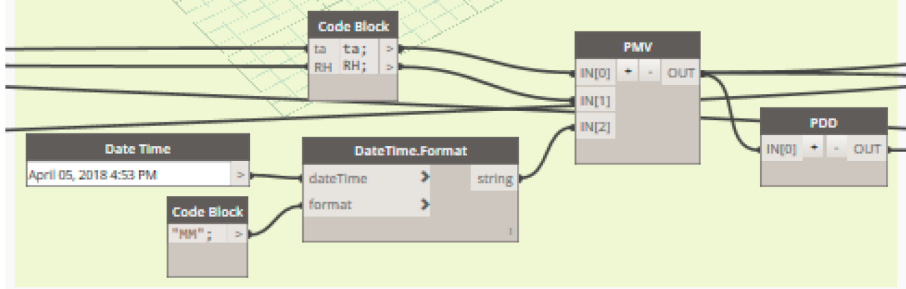 Code Block
ta ta; >
RH RH; >
PMV
IN[0] + - OUT
IN[1]
IN[2]
PDD
IN[0] + - OUT
Date Time
April 05, 2018 4:53 PM >
DateTime.Format
dateTime > string
format >
Code Block
"MM"; >